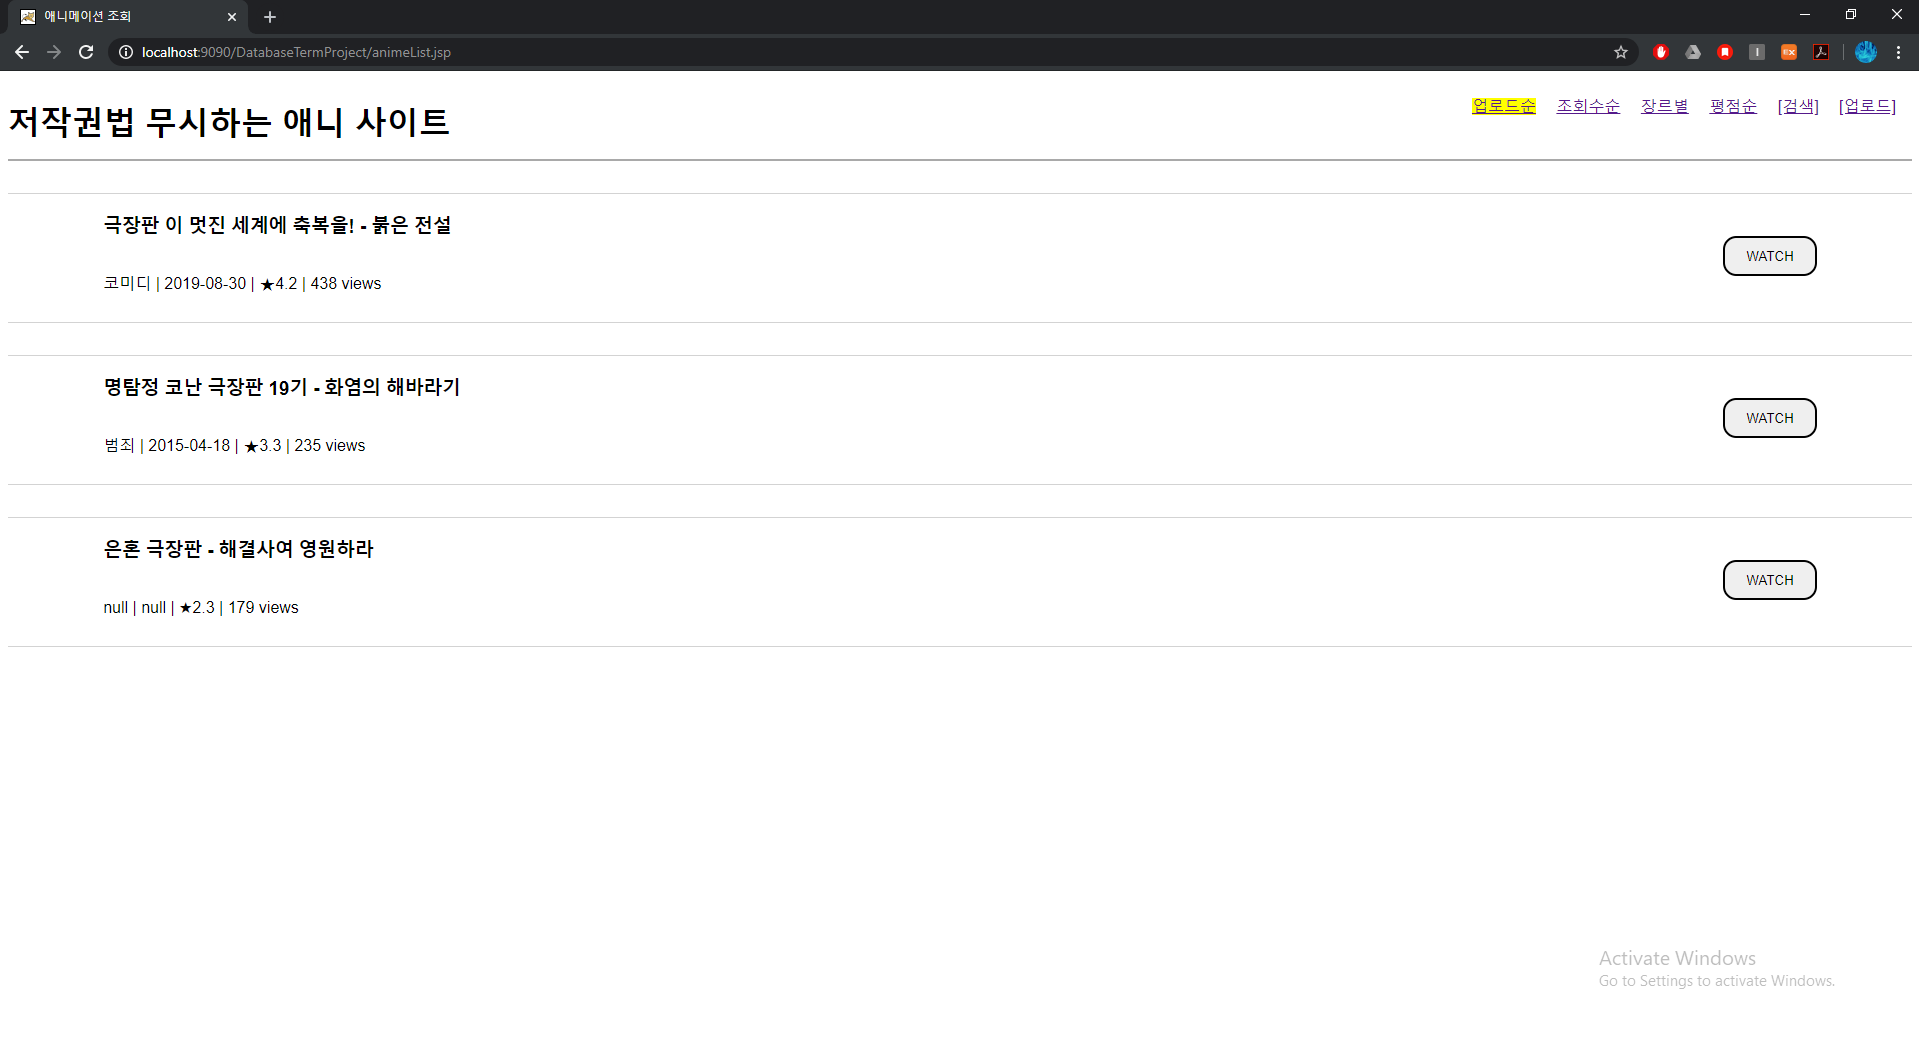 애니메이션 조회
localhost:9090/DatabaseTermProject/animeList.jsp
저작권법 무시하는 애니 사이트
업로드순 조회수순 장르별 평점순 [검색] [업로드]
극장판 이 멋진 세계에 축복을! - 붉은 전설
WATCH
코미디 | 2019-08-30 | ★4.2 | 438 views
명탐정 코난 극장판 19기 - 화염의 해바라기
WATCH
범죄 | 2015-04-18 | ★3.3 | 235 views
은혼 극장판 - 해결사여 영원하라
WATCH
null | null | ★2.3 | 179 views
Activate Windows
Go to Settings to activate Windows.